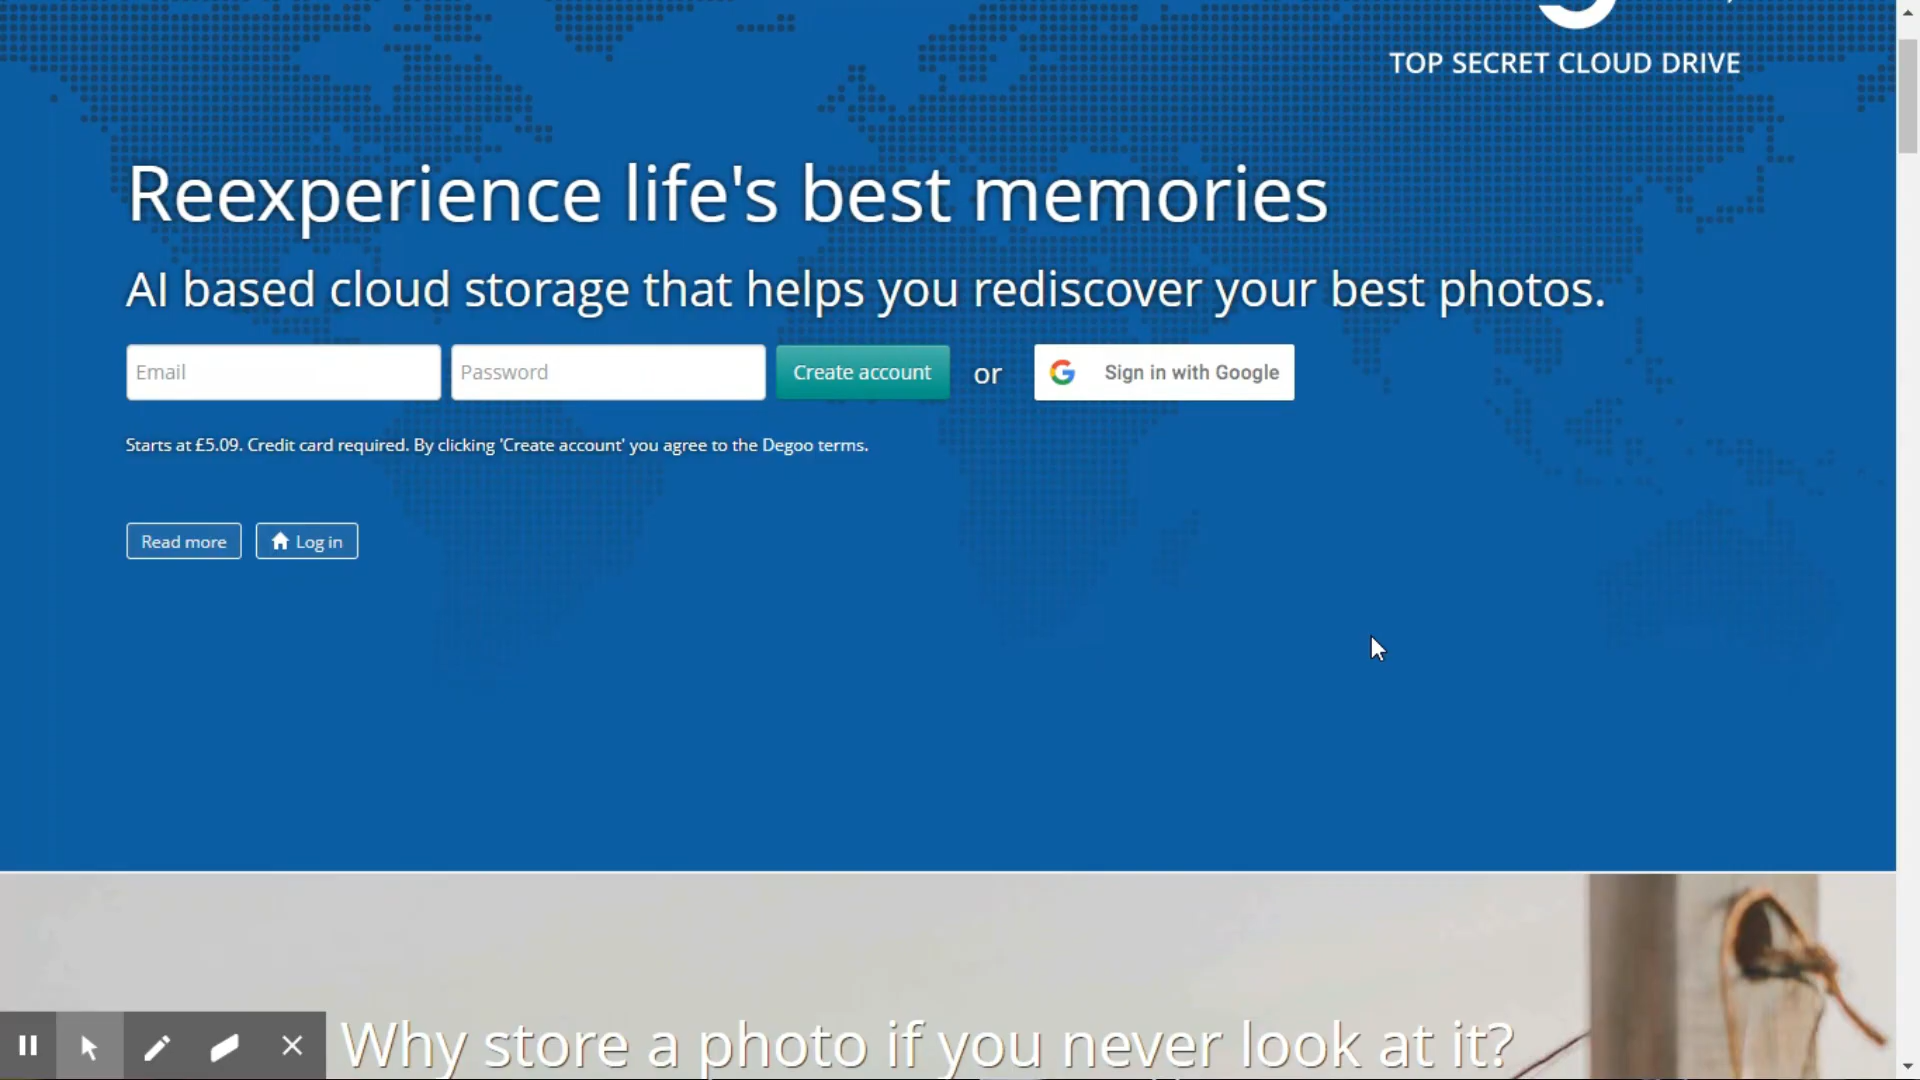 TOP SECRET CLOUD DRIVE
Reexperience life's best memories
AI based cloud storage that helps you rediscover your best photos.
Email Password Create account or Sign in with Google
Starts at £5.09. Credit card required. By clicking 'Create account' you agree to the Degoo terms.
Read more Log in
Why store a photo if you never look at it?